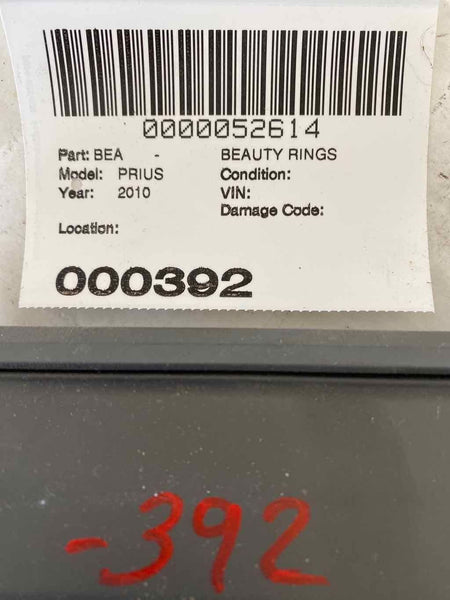 0000052614
Part: BEA - BEAUTY RINGS
Model: PRIUS Condition:
Year: 2010 VIN:
Damage Code:
Location:
000392
-392